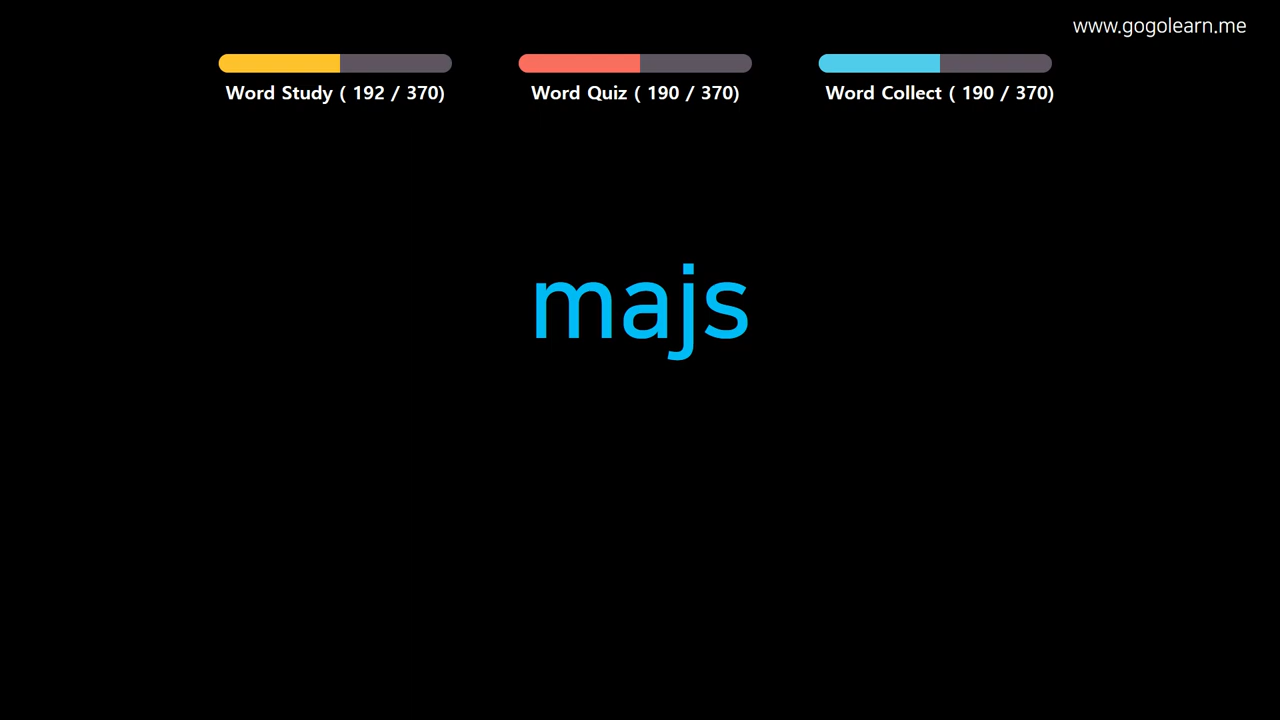 www.gogolearn.me
Word Study ( 192 / 370)
Word Quiz ( 190 / 370)
Word Collect ( 190 / 370)
majs